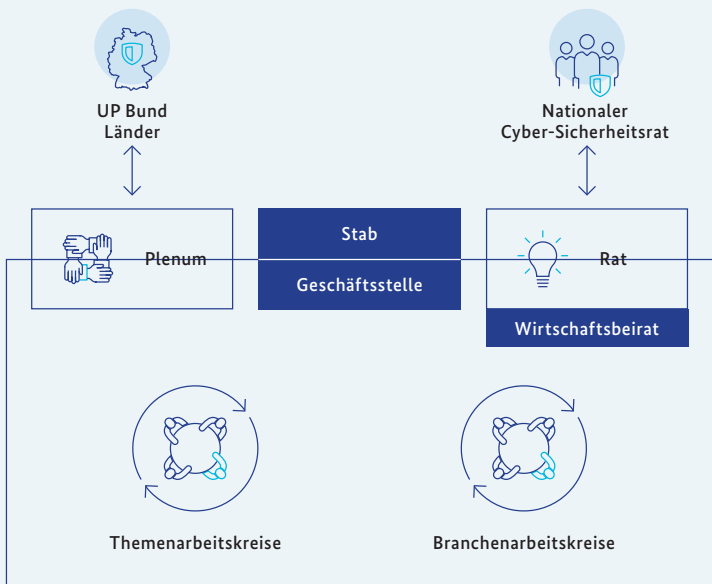 UP Bund
Länder
Nationaler
Cyber-Sicherheitsrat
Plenum
Stab
Geschäftsstelle
Rat
Wirtschaftsbeirat
Themenarbeitskreise
Branchenarbeitskreise